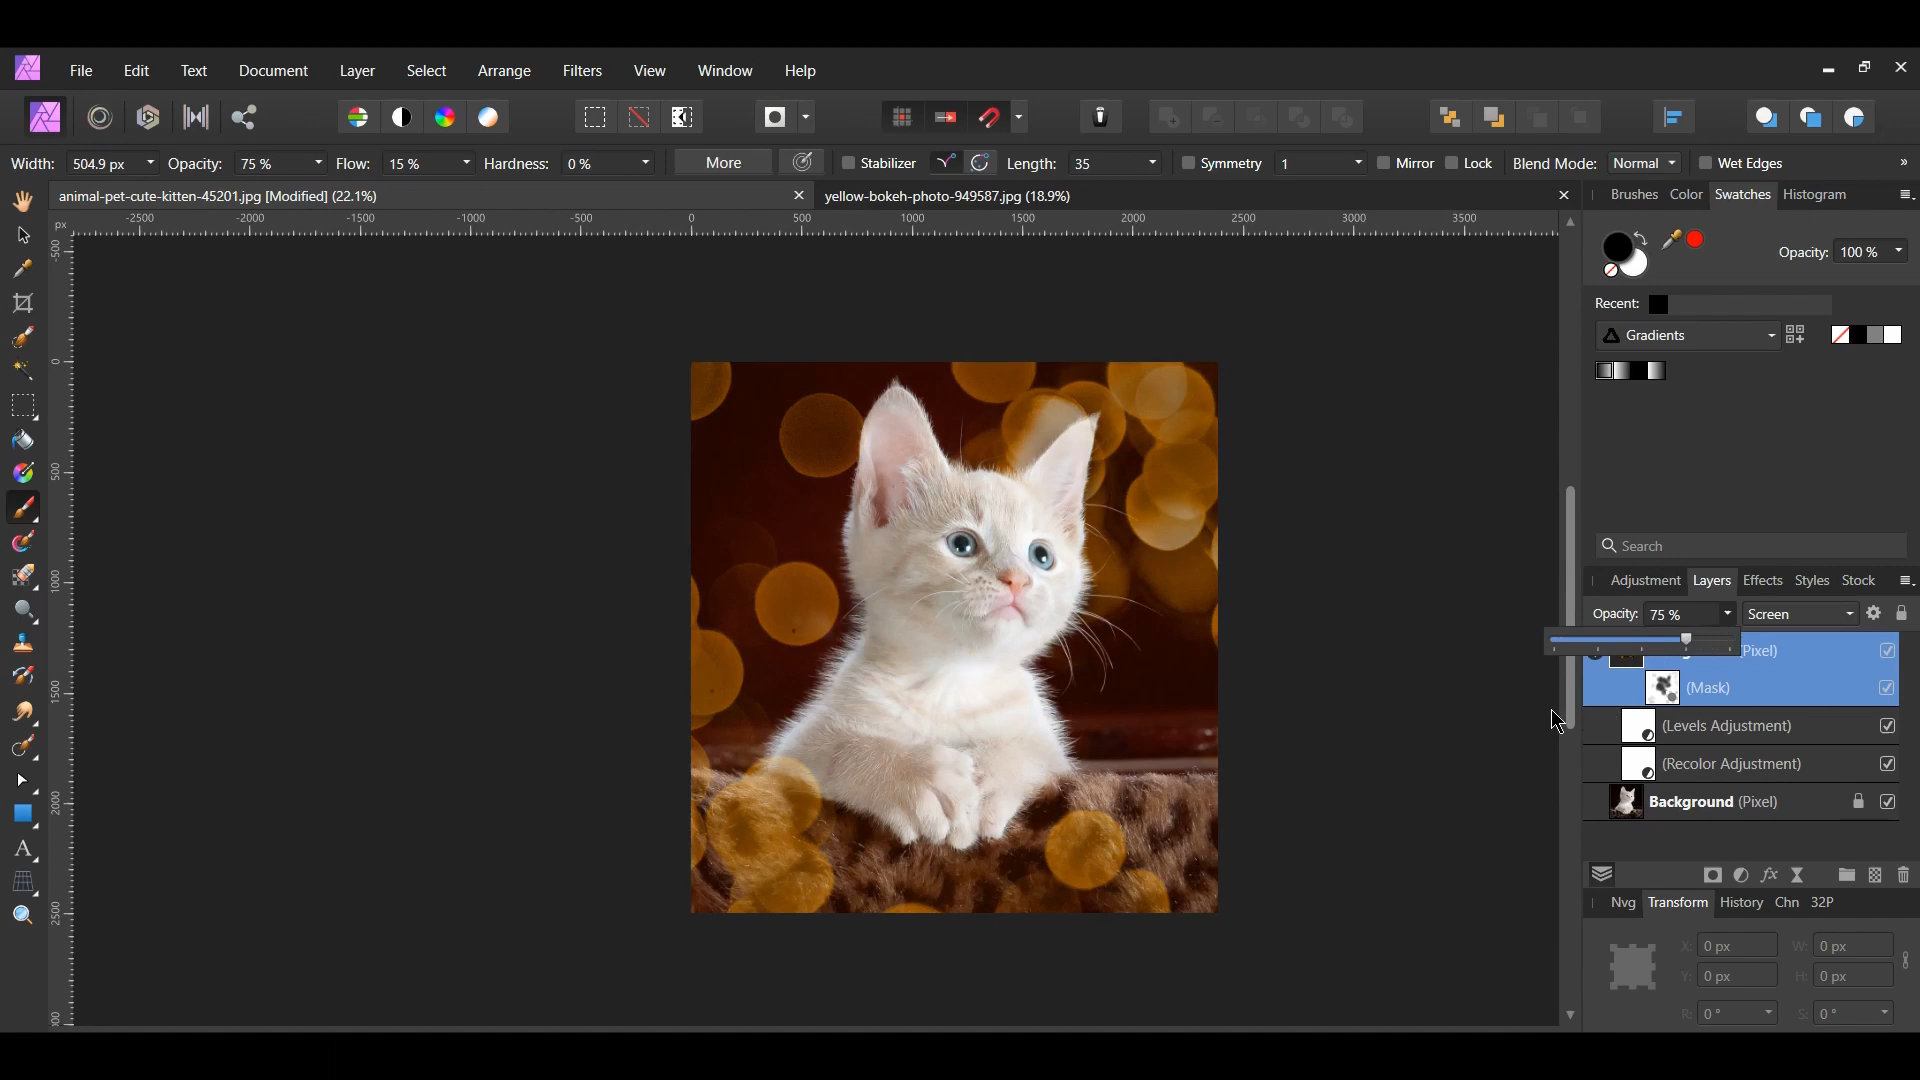 File Edit Text Document Layer Select Arrange Filters View Window Help
Width: 504.9 px Opacity: 75 % Flow: 15 % Hardness: 0 % More Stabilizer Length: 35 Symmetry 1 Mirror Lock Blend Mode: Normal Wet Edges »
animal-pet-cute-kitten-45201.jpg [Modified] (22.1%) yellow-bokeh-photo-949587.jpg (18.9%)
Brushes Color Swatches Histogram
px -2500 -2000 -1500 -1000 -500 0 500 1000 1500 2000 2500 3000 3500
-500
0
500
1000
1500
2000
2500
Opacity: 100 %
Recent:
Gradients
Search
Adjustment Layers Effects Styles Stock
Opacity: 75 % Screen
(Pixel)
(Mask)
(Levels Adjustment)
(Recolor Adjustment)
Background (Pixel)
fx
Nvg Transform History Chn 32P
X: 0 px W: 0 px
Y: 0 px H: 0 px
R: 0 ° S: 0 °